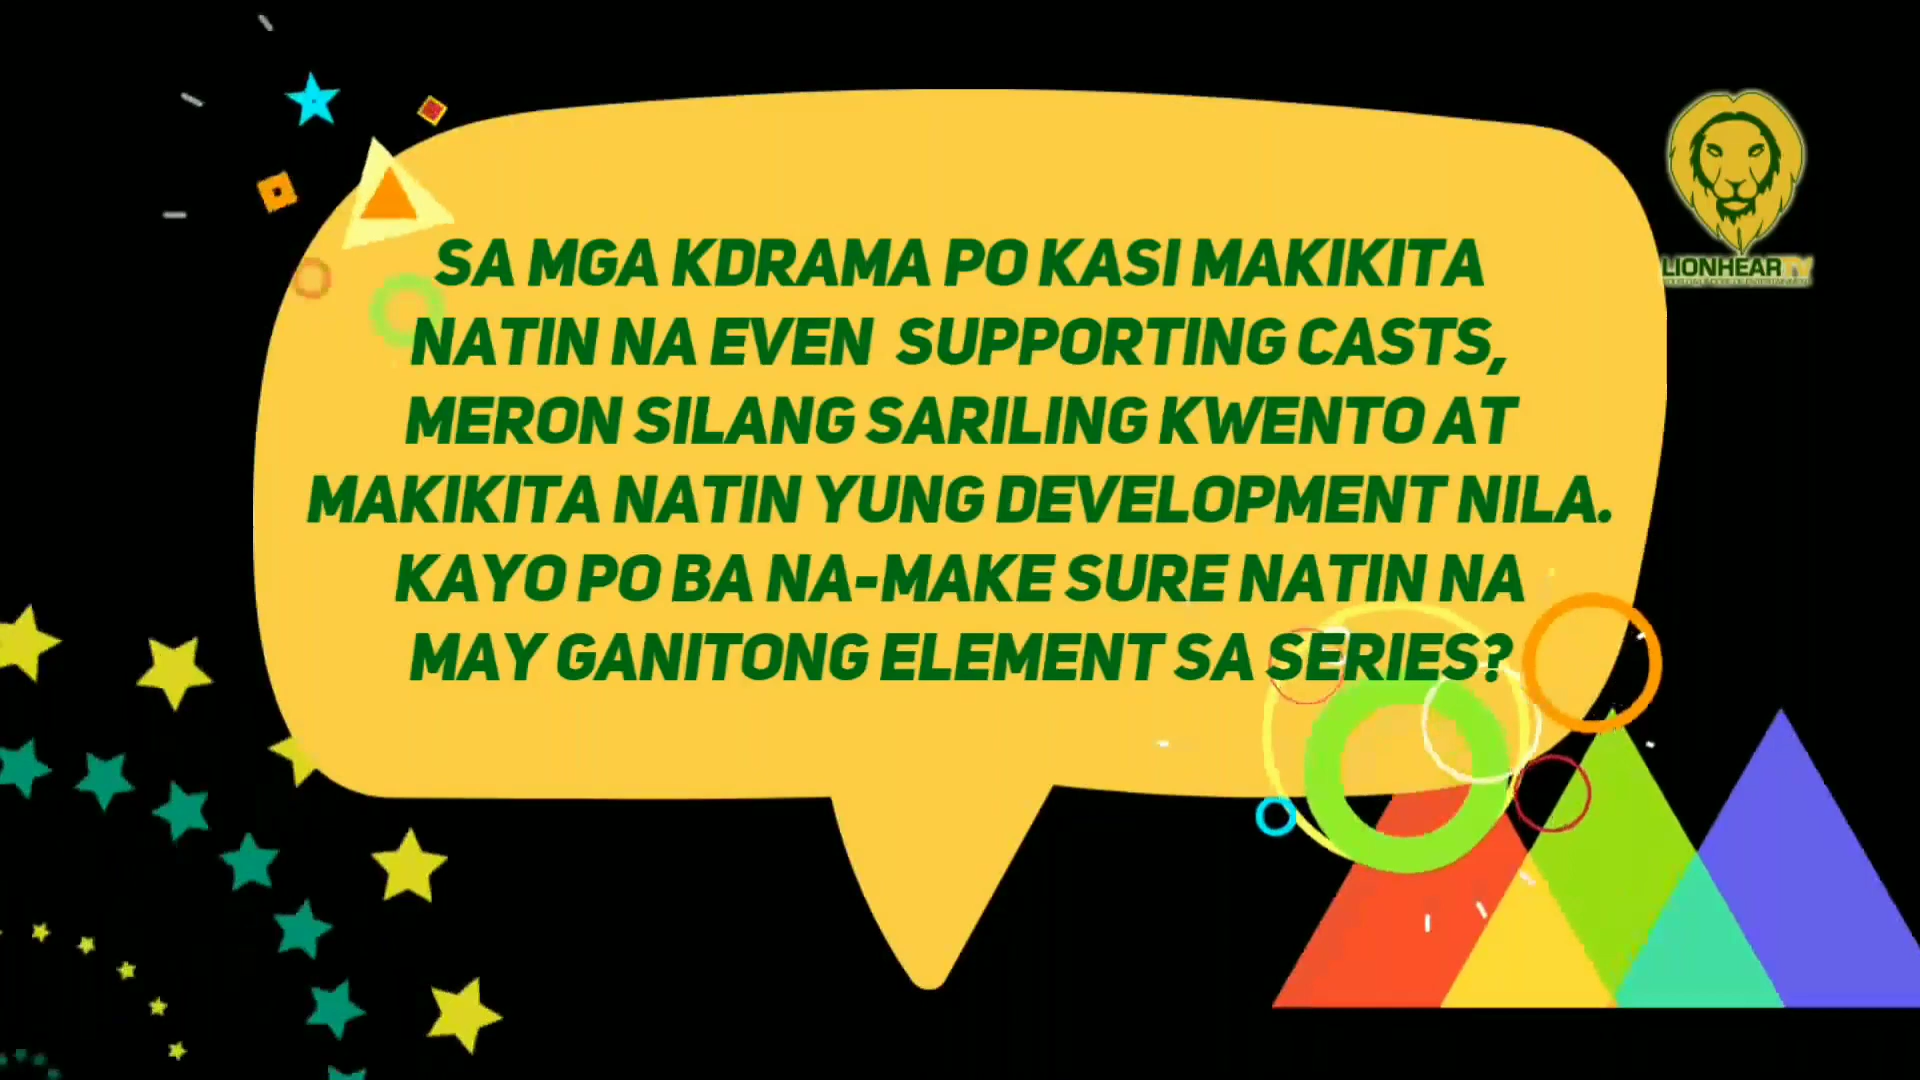 SA MGA KDRAMA PO KASI MAKIKITA
NATIN NA EVEN SUPPORTING CASTS,
MERON SILANG SARILING KWENTO AT
MAKIKITA NATIN YUNG DEVELOPMENT NILA.
KAYO PO BA NA-MAKE SURE NATIN NA
MAY GANITONG ELEMENT SA SERIES?
LIONHEARTV